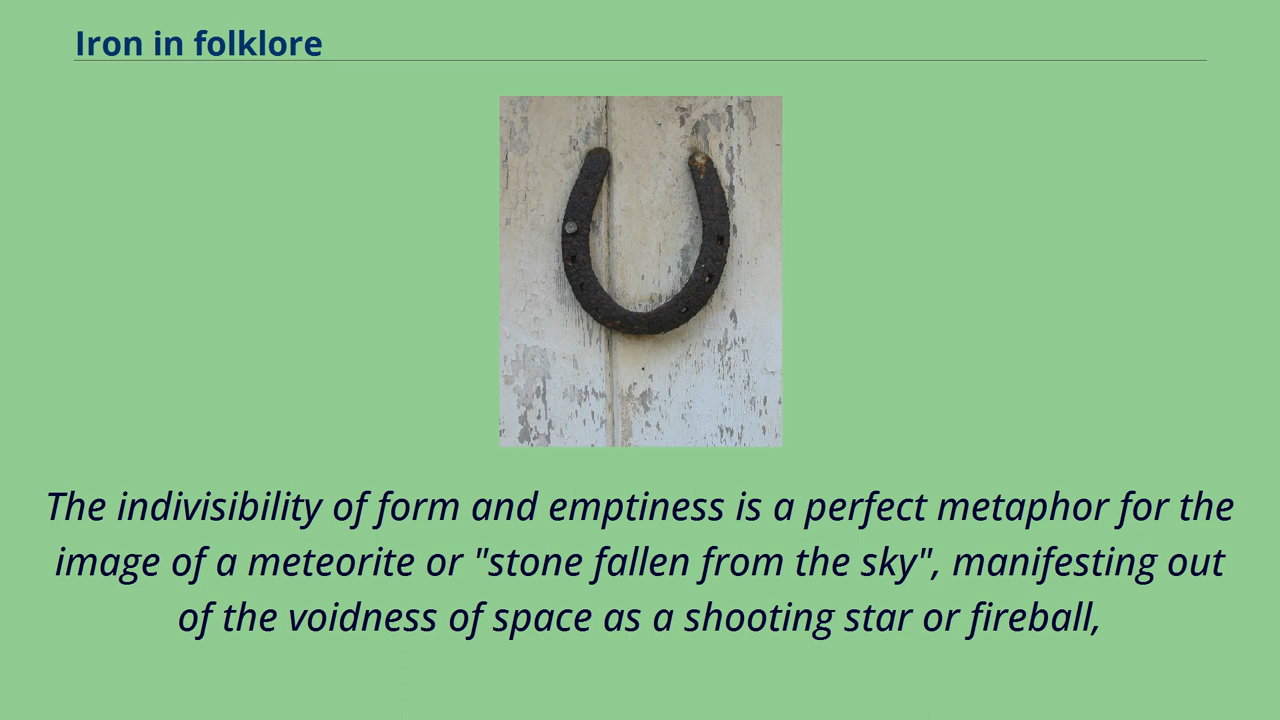 Iron in folklore
The indivisibility of form and emptiness is a perfect metaphor for the
image of a meteorite or "stone fallen from the sky", manifesting out
of the voidness of space as a shooting star or fireball,